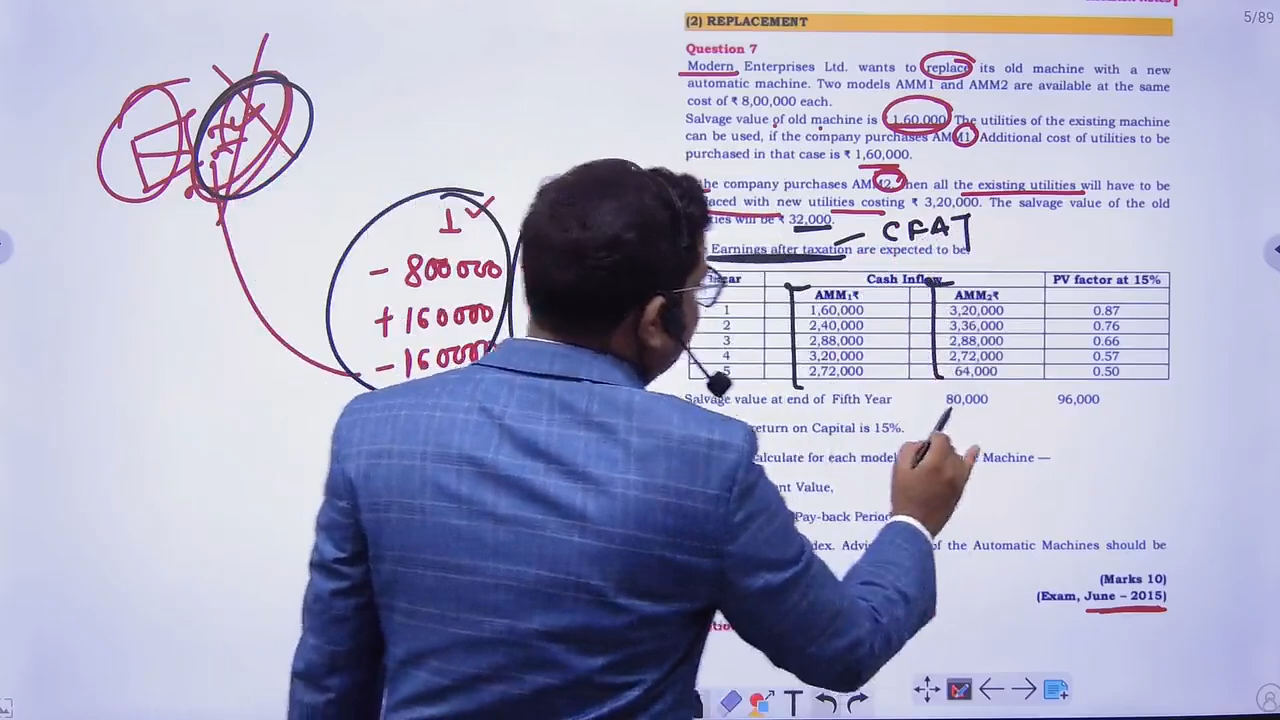 5/89
(2) REPLACEMENT
Question 7
Modern Enterprises Ltd. wants to replace its old machine with a new
automatic machine. Two models AMM1 and AMM2 are available at the same
cost of ₹ 8,00,000 each.
Salvage value of old machine is 1,60,000 The utilities of the existing machine
can be used, if the company purchases AMM1. Additional cost of utilities to be
purchased in that case is ₹ 1,60,000.
the company purchases AMM2, then all the existing utilities will have to be
with new utilities costing ₹ 3,20,000. The salvage value of the old
will be ₹ 32,000.
CFAT
Earnings after taxation are expected to be
Cash Inflow PV factor at 15%
AMM₁₹ AMM₂₹
1 1,60,000 3,20,000 0.87
2 2,40,000 3,36,000 0.76
3 2,88,000 2,88,000 0.66
4 3,20,000 2,72,000 0.57
5 2,72,000 64,000 0.50
Salvage value at end of Fifth Year 80,000 96,000
return on Capital is 15%.
calculate for each model Machine —
Value,
Pay-back Period
of the Automatic Machines should be
(Marks 10)
(Exam, June – 2015)
1
- 800000
+ 160000
- 160000
T